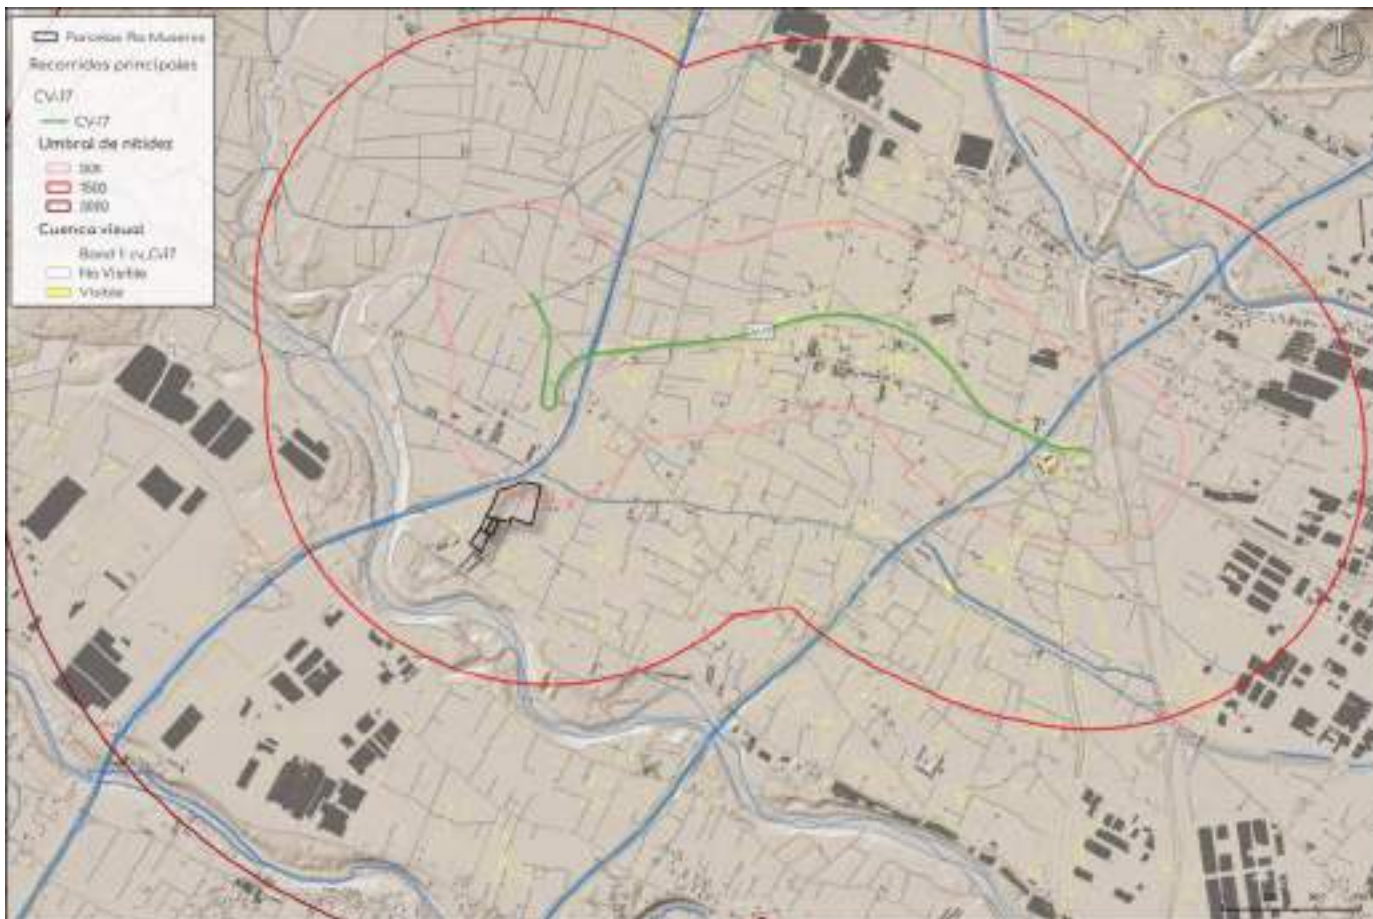 Parcelas Ria Museros
Recorridos principales
CV-17
CV-17
Umbral de nitidez
500
1500
3000
Cuenca visual
Band 1: cv_CV17
No Visible
Visible